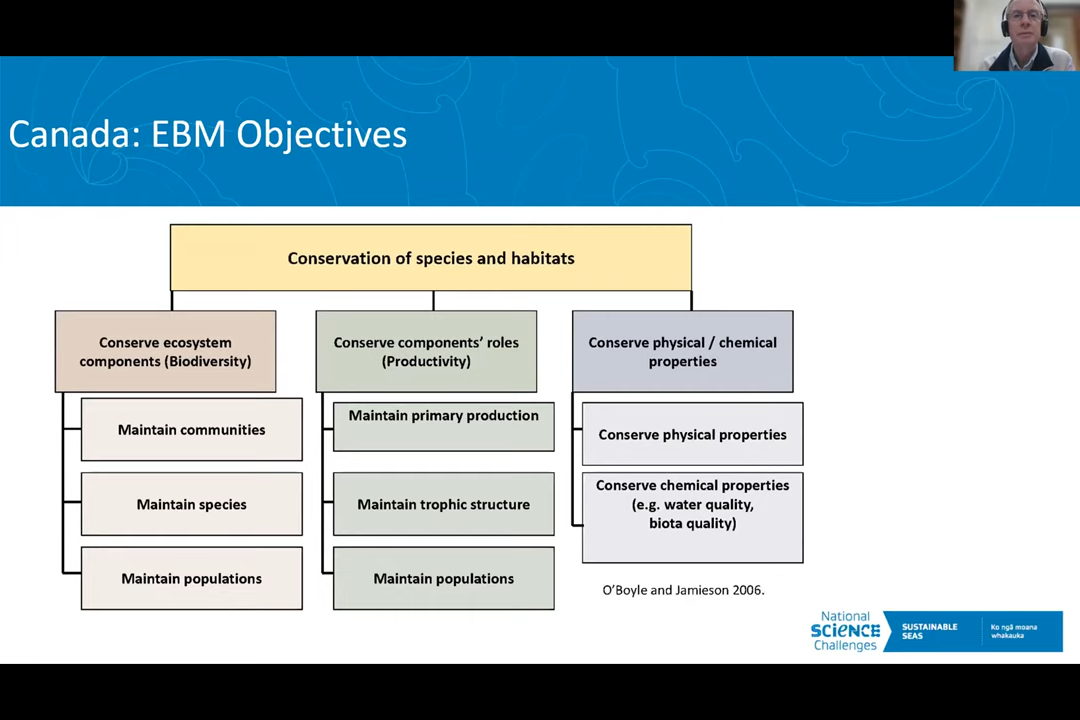 Canada: EBM Objectives
Conservation of species and habitats
Conserve ecosystem
components (Biodiversity)
Maintain communities
Maintain species
Maintain populations
Conserve components’ roles
(Productivity)
Maintain primary production
Maintain trophic structure
Maintain populations
Conserve physical / chemical
properties
Conserve physical properties
Conserve chemical properties
(e.g. water quality,
biota quality)
O’Boyle and Jamieson 2006.
National
SCIENCE
Challenges
SUSTAINABLE
SEAS
Ko ngā moana
whakauka